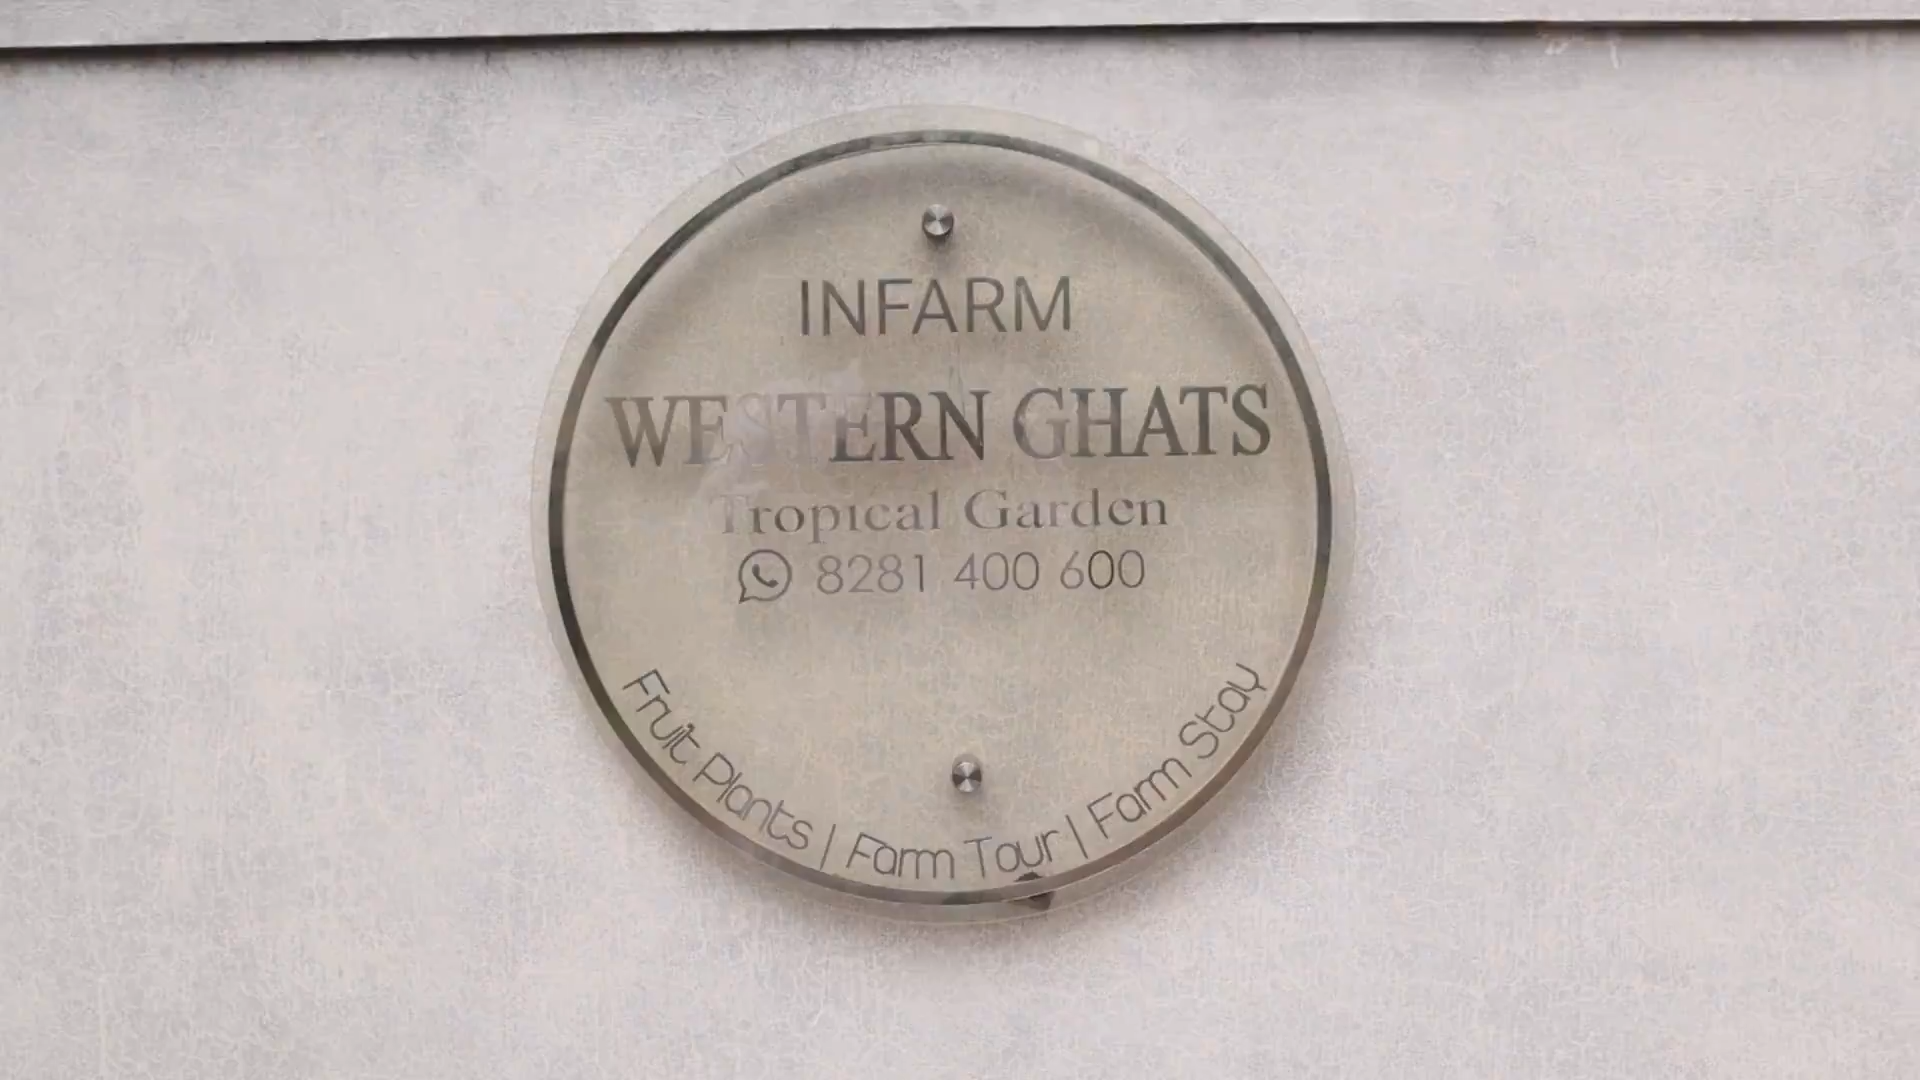 INFARM
WESTERN GHATS
Tropical Garden
8281 400 600
Fruit Plants | Farm Tour | Farm Stay